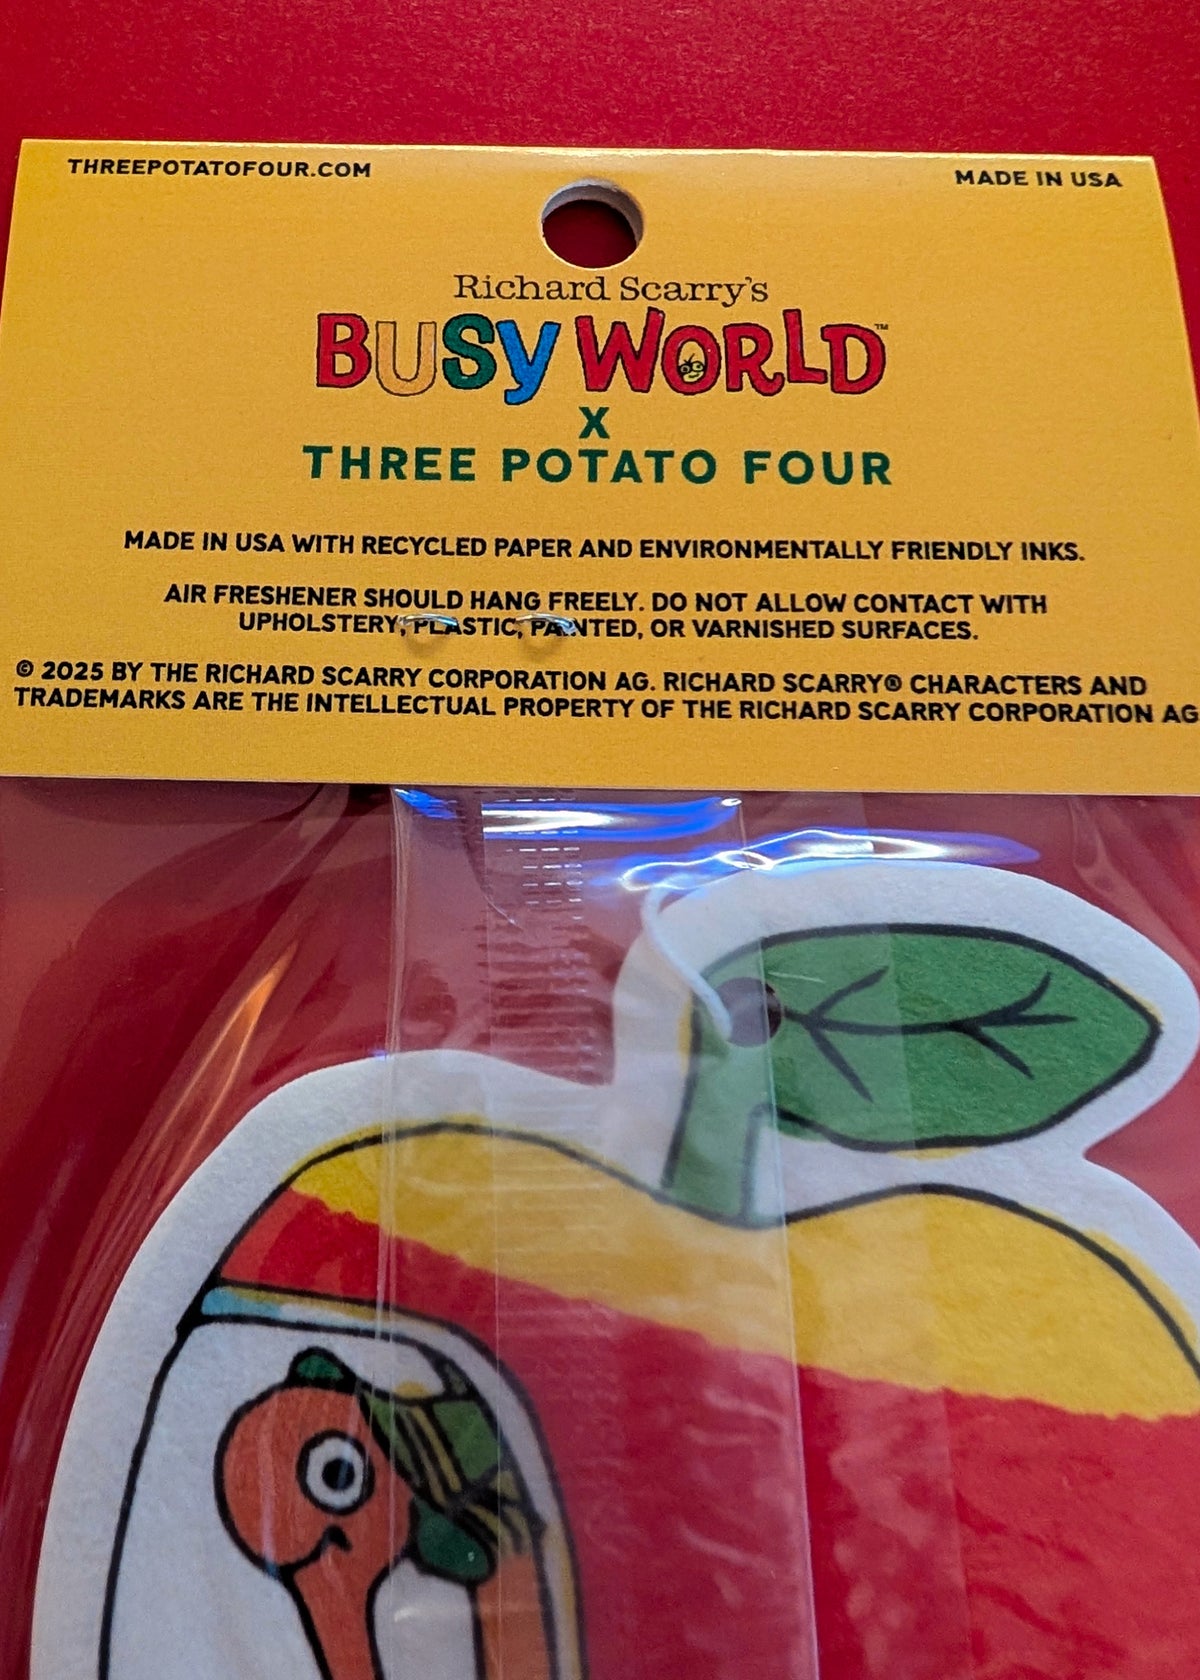 THREEPOTATOFOUR.COM
MADE IN USA
Richard Scarry's
BUSY WORLD™
X
THREE POTATO FOUR
MADE IN USA WITH RECYCLED PAPER AND ENVIRONMENTALLY FRIENDLY INKS.
AIR FRESHENER SHOULD HANG FREELY. DO NOT ALLOW CONTACT WITH
UPHOLSTERY, PLASTIC, PAINTED, OR VARNISHED SURFACES.
© 2025 BY THE RICHARD SCARRY CORPORATION AG. RICHARD SCARRY® CHARACTERS AND
TRADEMARKS ARE THE INTELLECTUAL PROPERTY OF THE RICHARD SCARRY CORPORATION AG